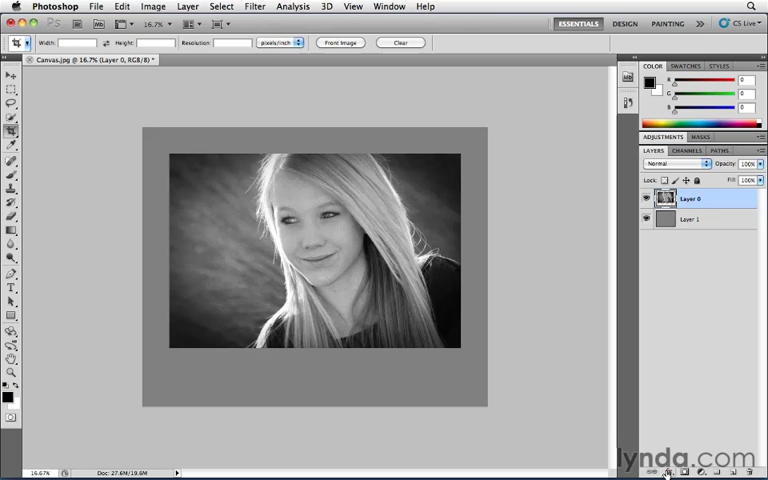 Photoshop File Edit Image Layer Select Filter Analysis 3D View Window Help
Ps Br Mb 16.7% ESSENTIALS DESIGN PAINTING CS Live
Width: Height: Resolution: pixels/inch Front Image Clear
Canvas.jpg @ 16.7% (Layer 0, RGB/8) *
COLOR SWATCHES STYLES
R 0
G 0
B 0
ADJUSTMENTS MASKS
LAYERS CHANNELS PATHS
Normal Opacity: 100%
Lock: Fill: 100%
Layer 0
Layer 1
16.67% Doc: 27.6M/19.6M
lynda.com